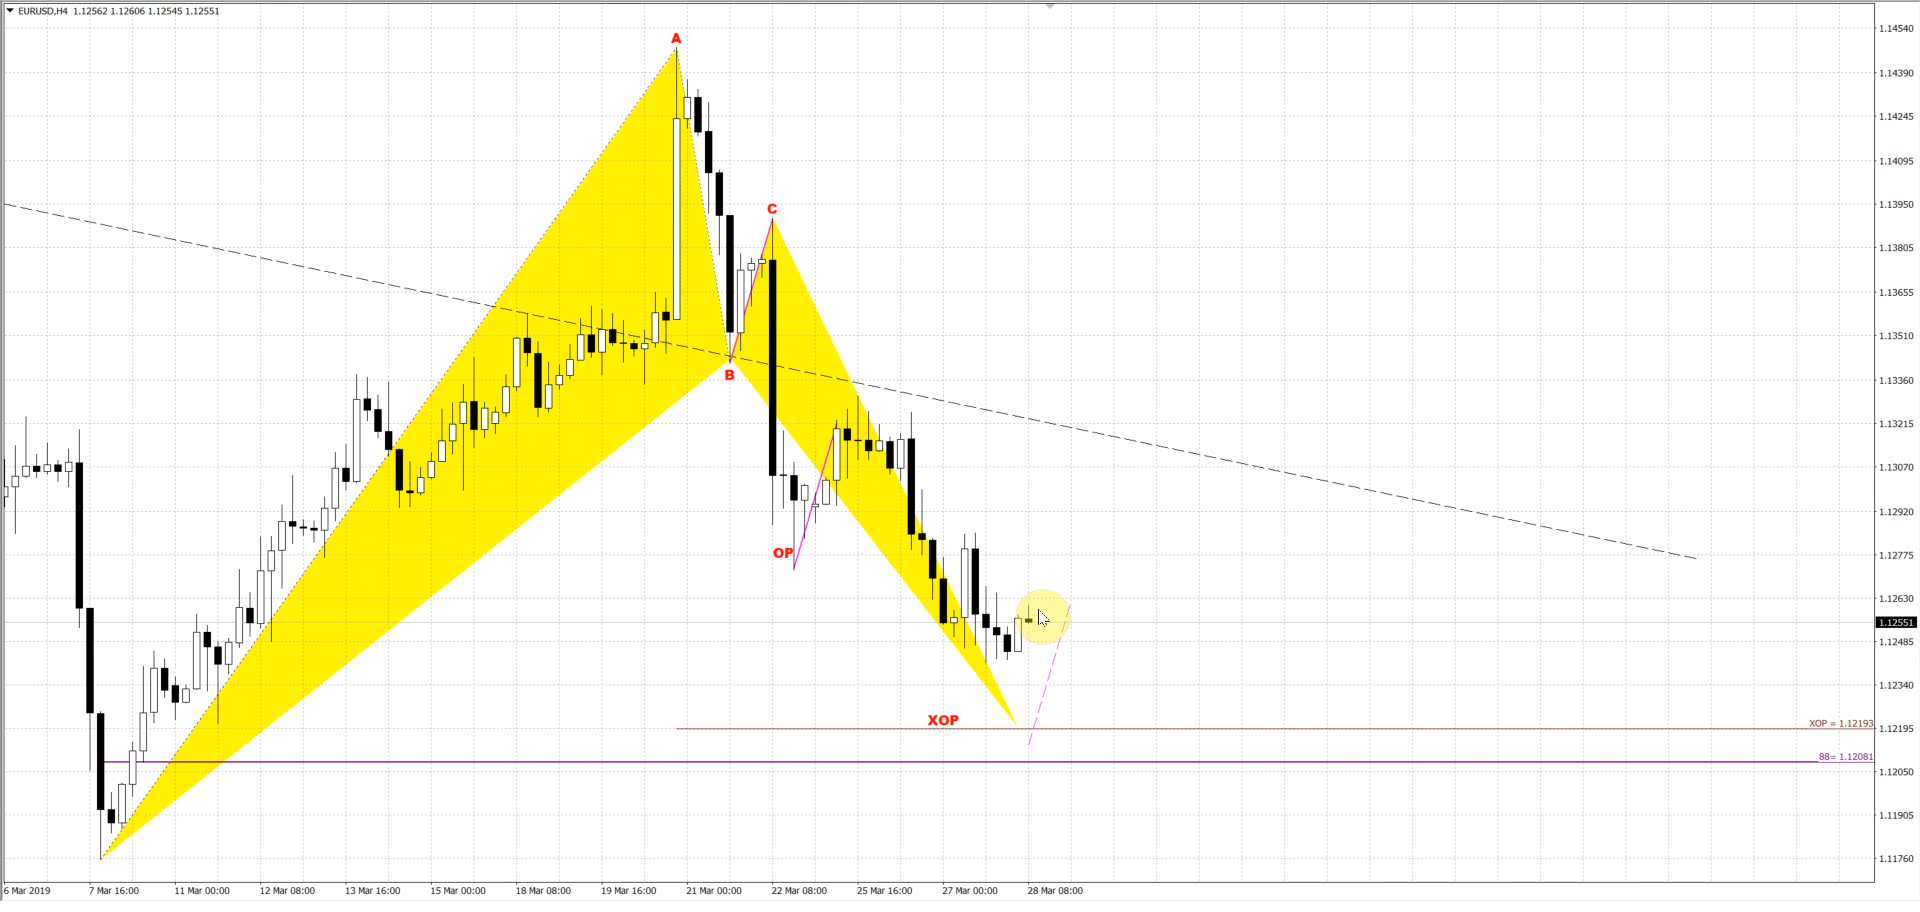 EURUSD,H4 1.12562 1.12606 1.12545 1.12551
A
C
B
OP
XOP
XOP = 1.12193
88= 1.12081
1.14540
1.14390
1.14245
1.14095
1.13950
1.13805
1.13655
1.13510
1.13360
1.13215
1.13070
1.12920
1.12775
1.12630
1.12551
1.12485
1.12340
1.12195
1.12050
1.11905
1.11760
6 Mar 2019 7 Mar 16:00 11 Mar 00:00 12 Mar 08:00 13 Mar 16:00 15 Mar 00:00 18 Mar 08:00 19 Mar 16:00 21 Mar 00:00 22 Mar 08:00 25 Mar 16:00 27 Mar 00:00 28 Mar 08:00